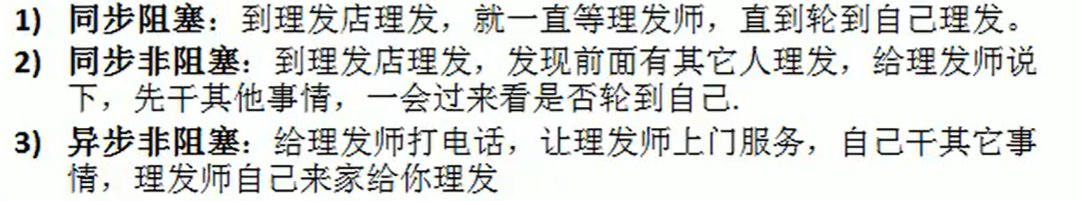 1) 同步阻塞：到理发店理发，就一直等理发师，直到轮到自己理发。
2) 同步非阻塞：到理发店理发，发现前面有其它人理发，给理发师说
下，先干其他事情，一会过来看是否轮到自己.
3) 异步非阻塞：给理发师打电话，让理发师上门服务，自己干其它事
情，理发师自己来家给你理发